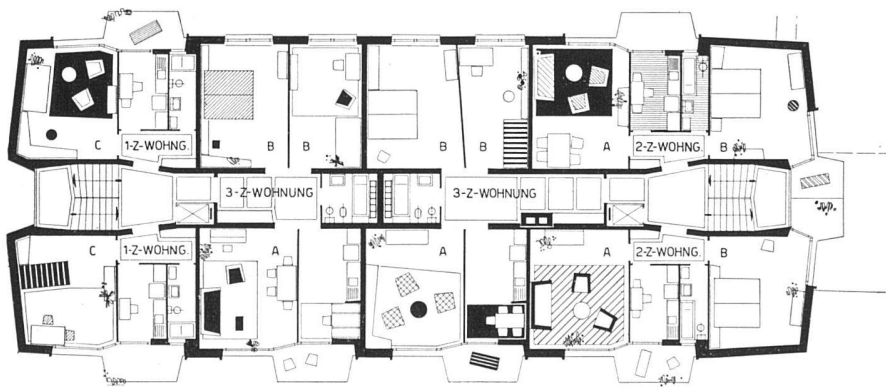 B B B B A
C 1-Z-WOHNG. 2-Z-WOHNG. B
3-Z-WOHNUNG 3-Z-WOHNUNG
C 1-Z-WOHNG. A A A 2-Z-WOHNG. B